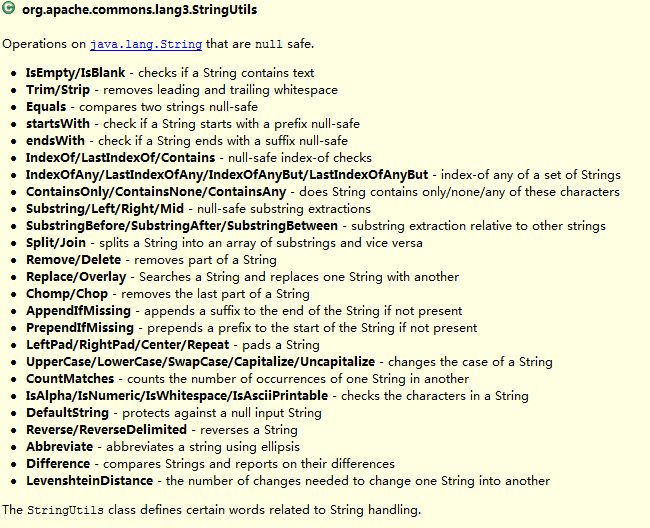 org.apache.commons.lang3.StringUtils
Operations on java.lang.String that are null safe.
• IsEmpty/IsBlank - checks if a String contains text
• Trim/Strip - removes leading and trailing whitespace
• Equals - compares two strings null-safe
• startsWith - check if a String starts with a prefix null-safe
• endsWith - check if a String ends with a suffix null-safe
• IndexOf/LastIndexOf/Contains - null-safe index-of checks
• IndexOfAny/LastIndexOfAny/IndexOfAnyBut/LastIndexOfAnyBut - index-of any of a set of Strings
• ContainsOnly/ContainsNone/ContainsAny - does String contains only/none/any of these characters
• Substring/Left/Right/Mid - null-safe substring extractions
• SubstringBefore/SubstringAfter/SubstringBetween - substring extraction relative to other strings
• Split/Join - splits a String into an array of substrings and vice versa
• Remove/Delete - removes part of a String
• Replace/Overlay - Searches a String and replaces one String with another
• Chomp/Chop - removes the last part of a String
• AppendIfMissing - appends a suffix to the end of the String if not present
• PrependIfMissing - prepends a prefix to the start of the String if not present
• LeftPad/RightPad/Center/Repeat - pads a String
• UpperCase/LowerCase/SwapCase/Capitalize/Uncapitalize - changes the case of a String
• CountMatches - counts the number of occurrences of one String in another
• IsAlpha/IsNumeric/IsWhitespace/IsAsciiPrintable - checks the characters in a String
• DefaultString - protects against a null input String
• Reverse/ReverseDelimited - reverses a String
• Abbreviate - abbreviates a string using ellipsis
• Difference - compares Strings and reports on their differences
• LevenshteinDistance - the number of changes needed to change one String into another
The StringUtils class defines certain words related to String handling.